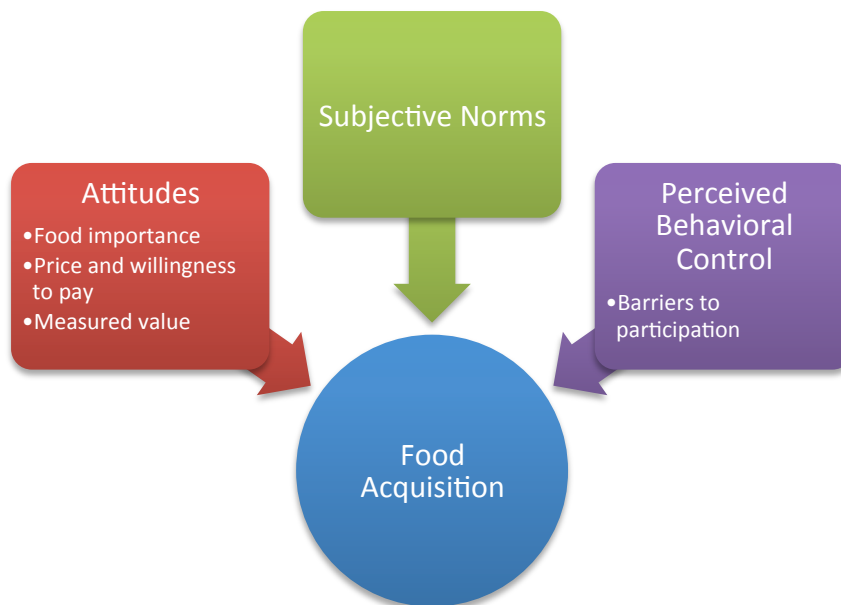 Subjective Norms
Attitudes
•Food importance
•Price and willingness
to pay
•Measured value
Perceived
Behavioral
Control
•Barriers to
participation
Food
Acquisition